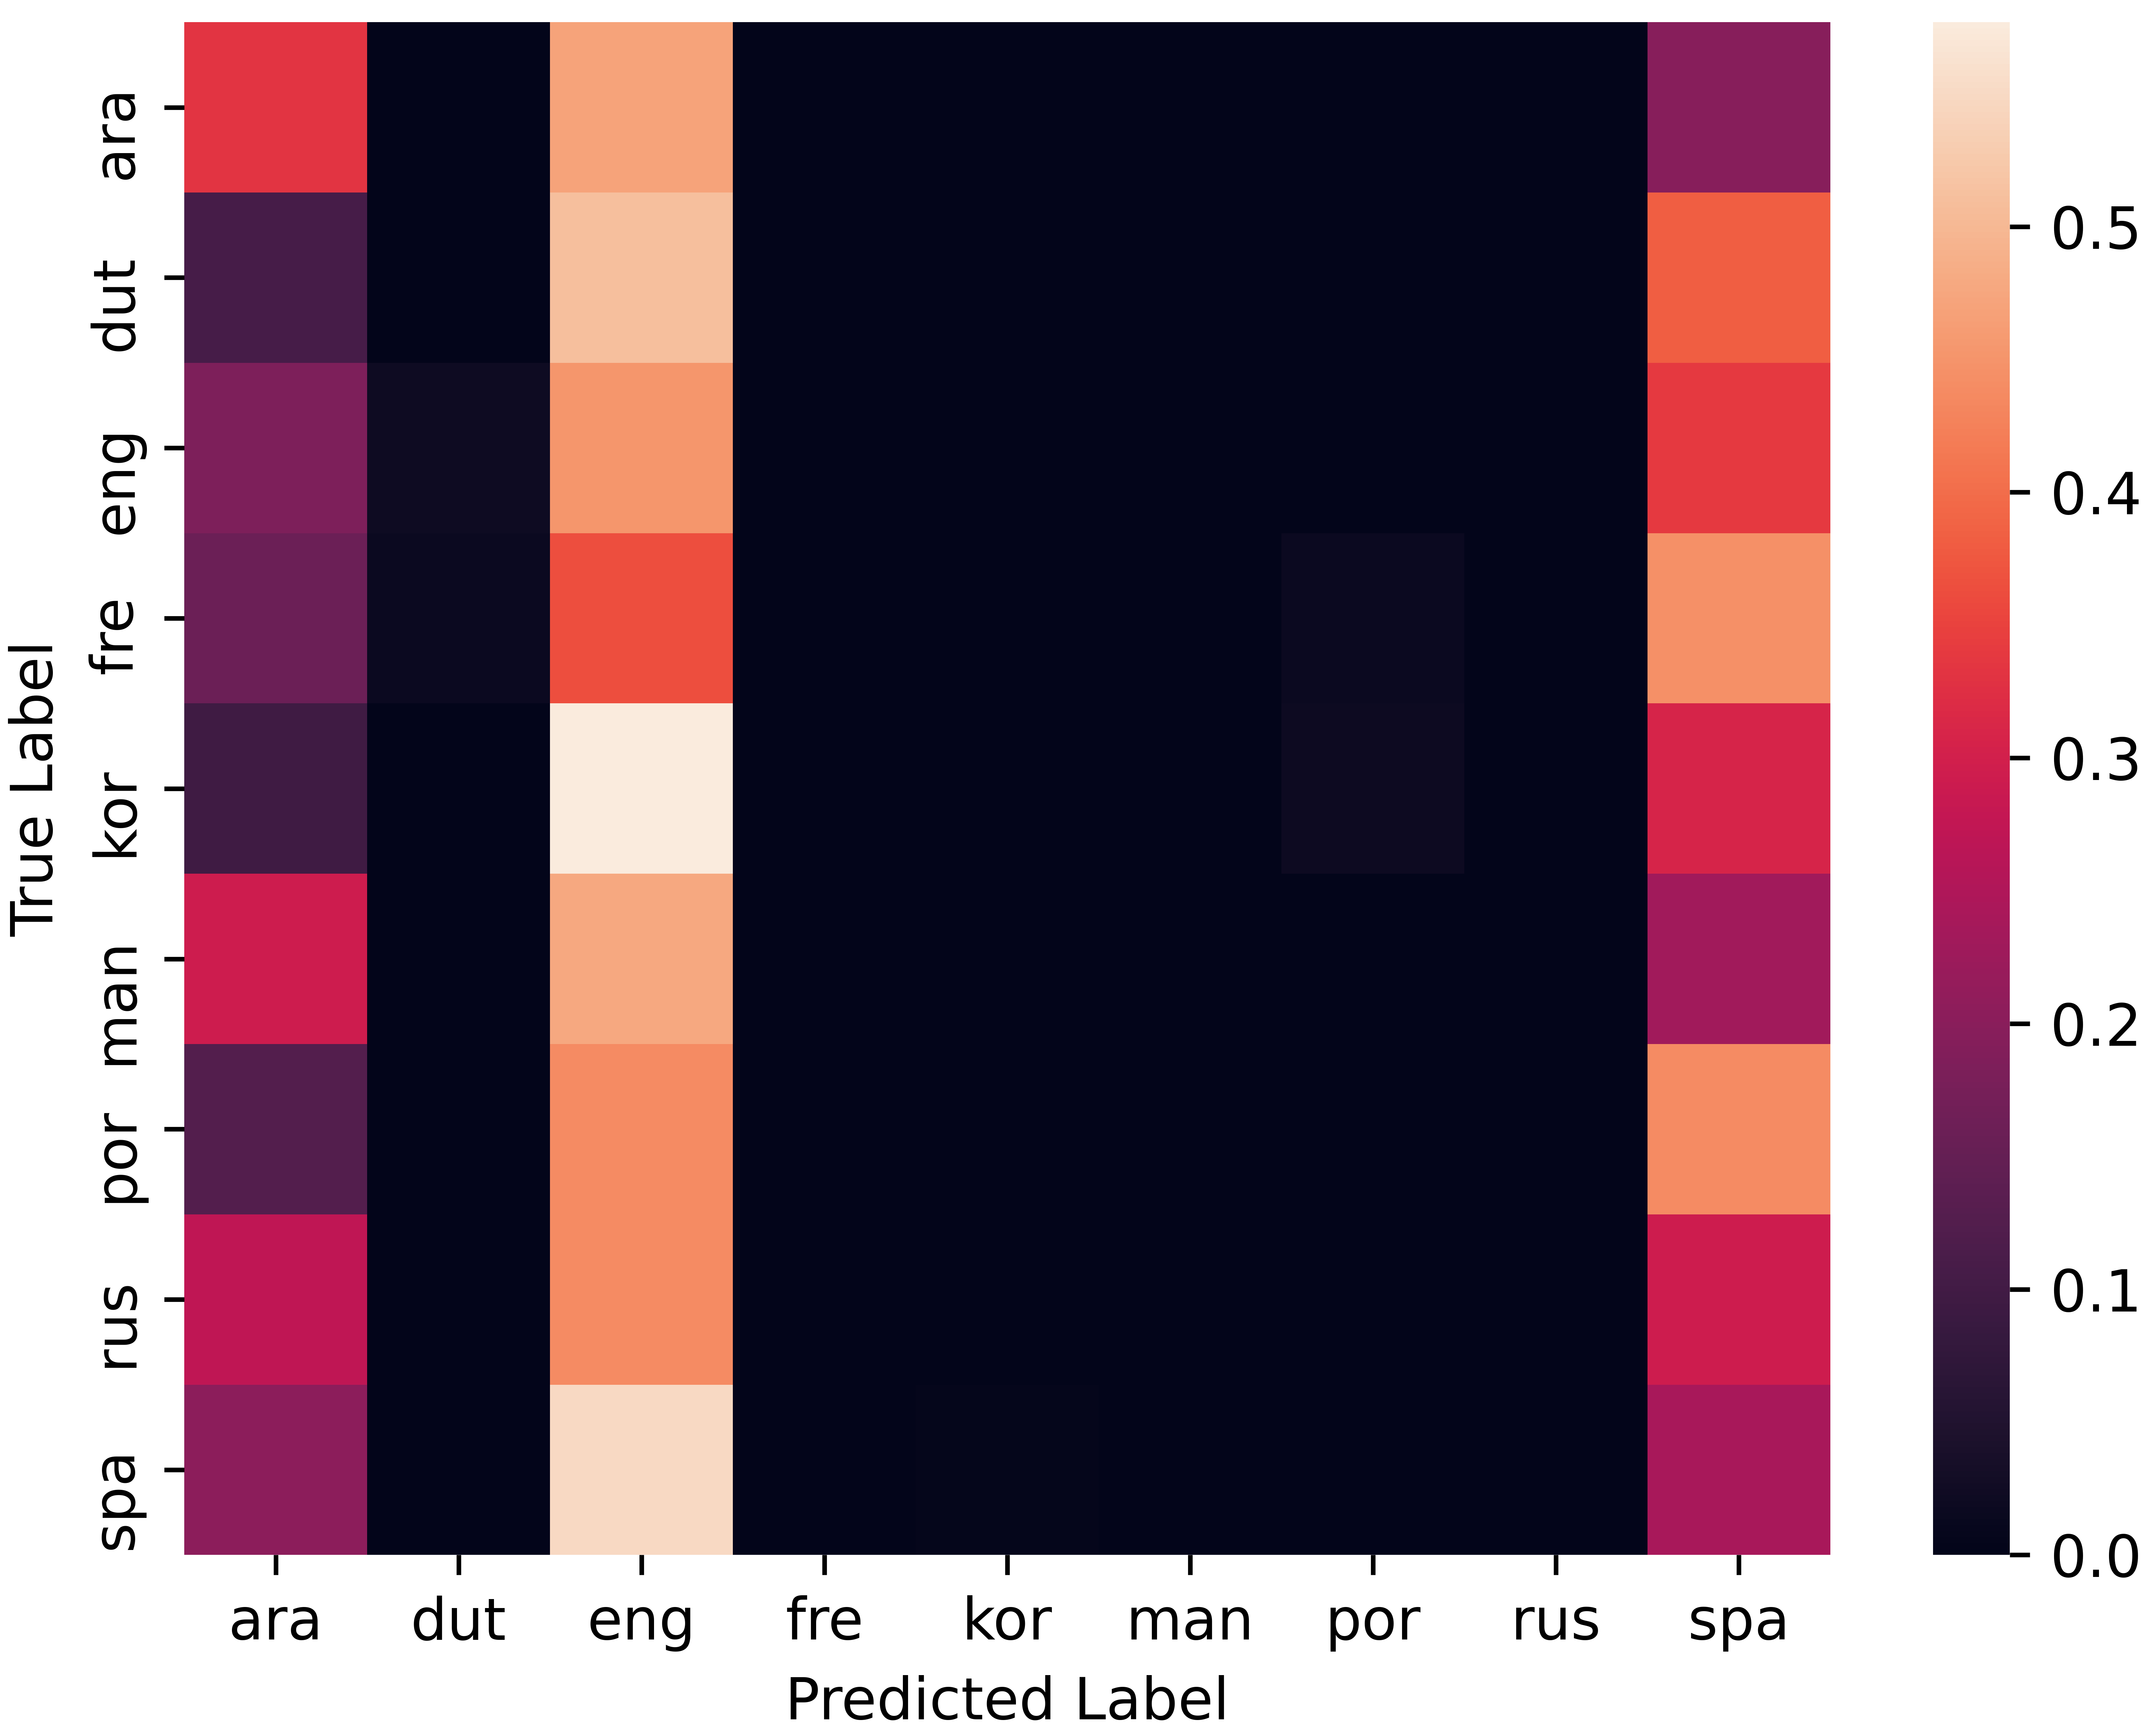 True Label
ara
dut
eng
fre
kor
man
por
rus
spa
ara dut eng fre kor man por rus spa
Predicted Label
0.5
0.4
0.3
0.2
0.1
0.0